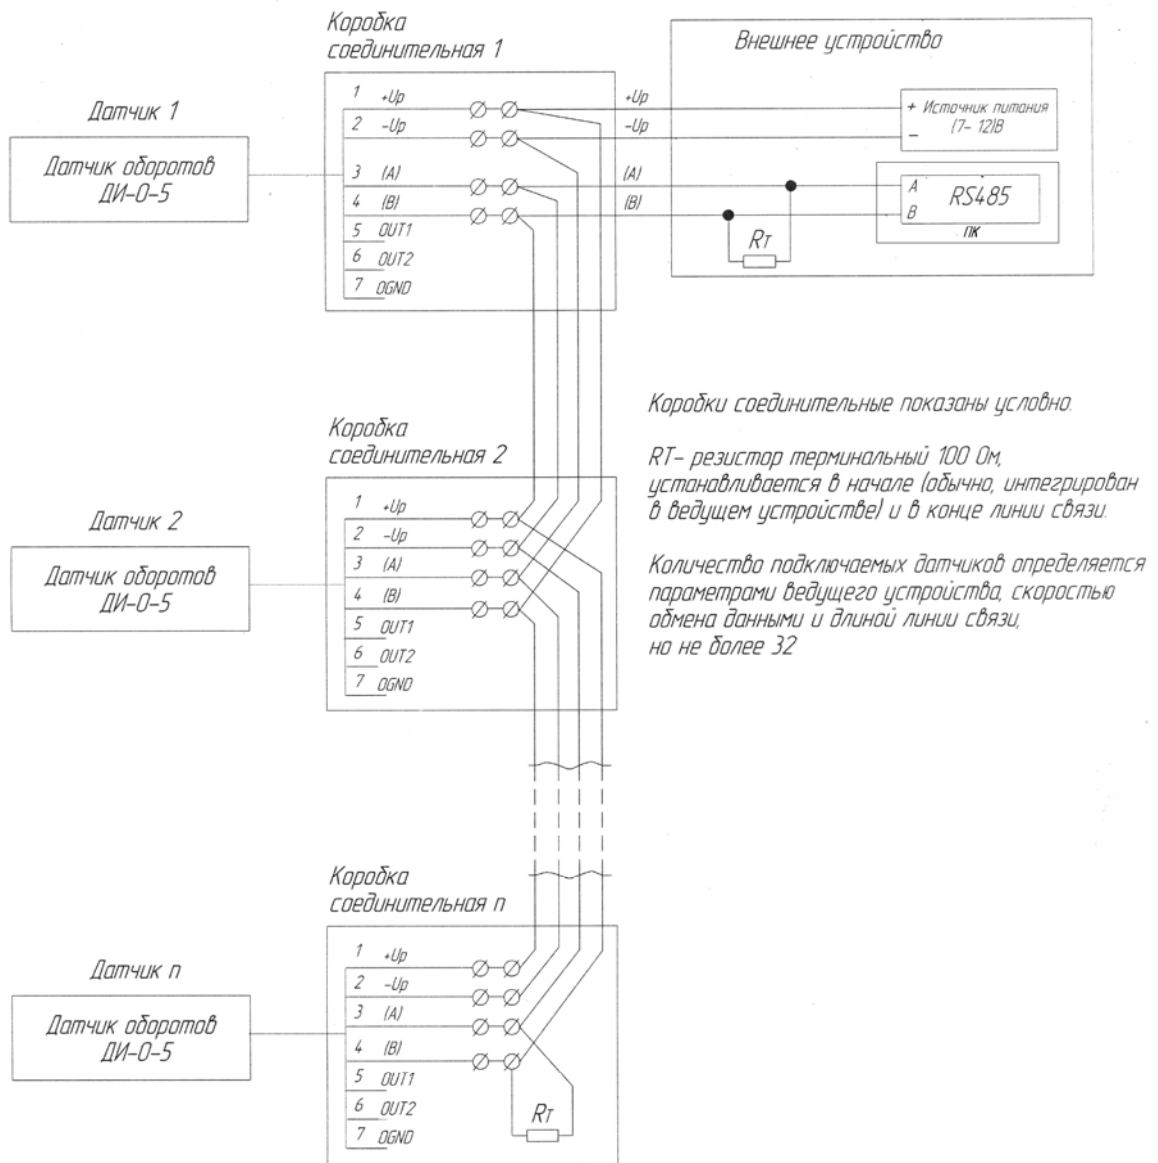 Коробка
соединительная 1
Внешнее устройство
Датчик 1
Датчик оборотов
ДИ-О-5
1 +Up
2 -Up
3 (A)
4 (B)
5 OUT1
6 OUT2
7 OGND
+Up
-Up
(A)
(B)
+ Источник питания
(7- 12)В
-
A
B
RS485
ПК
RT
Коробка
соединительная 2
Датчик 2
Датчик оборотов
ДИ-О-5
1 +Up
2 -Up
3 (A)
4 (B)
5 OUT1
6 OUT2
7 OGND
Коробки соединительные показаны условно.
RT- резистор терминальный 100 Ом,
устанавливается в начале (обычно, интегрирован
в ведущем устройстве) и в конце линии связи.
Количество подключаемых датчиков определяется
параметрами ведущего устройства, скоростью
обмена данными и длиной линии связи,
но не более 32
Коробка
соединительная n
Датчик n
Датчик оборотов
ДИ-О-5
1 +Up
2 -Up
3 (A)
4 (B)
5 OUT1
6 OUT2
7 OGND
RT